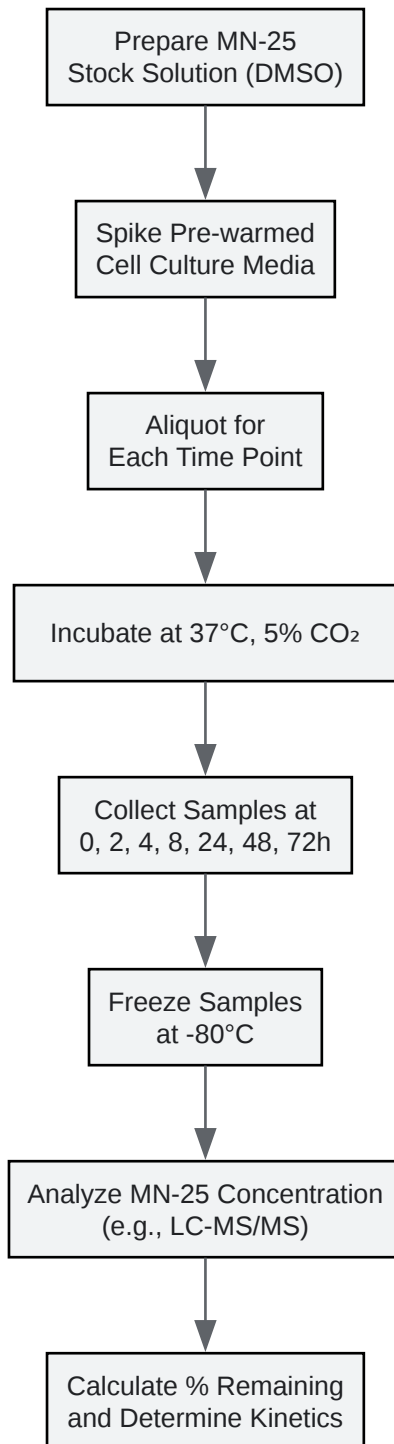 Prepare MN-25
Stock Solution (DMSO)
Spike Pre-warmed
Cell Culture Media
Aliquot for
Each Time Point
Incubate at 37°C, 5% CO₂
Collect Samples at
0, 2, 4, 8, 24, 48, 72h
Freeze Samples
at -80°C
Analyze MN-25 Concentration
(e.g., LC-MS/MS)
Calculate % Remaining
and Determine Kinetics